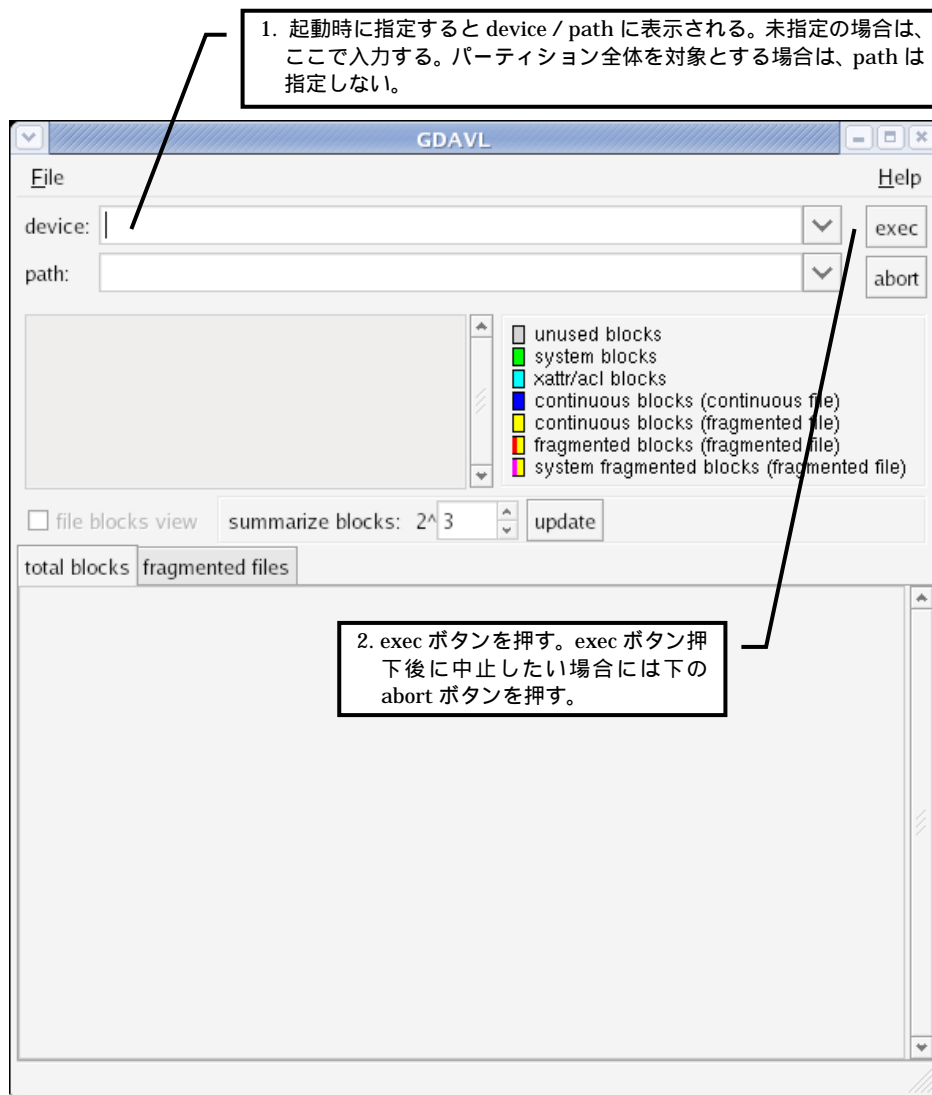 1. 起動時に指定すると device / path に表示される。未指定の場合は、
ここで入力する。パーティション全体を対象とする場合は、path は
指定しない。
GDAVL
File
Help
device:
exec
path:
abort
unused blocks
system blocks
xattr/acl blocks
continuous blocks (continuous file)
continuous blocks (fragmented file)
fragmented blocks (fragmented file)
system fragmented blocks (fragmented file)
file blocks view
summarize blocks: 2^ 3
update
total blocks
fragmented files
2. exec ボタンを押す。exec ボタン押
下後に中止したい場合には下の
abort ボタンを押す。